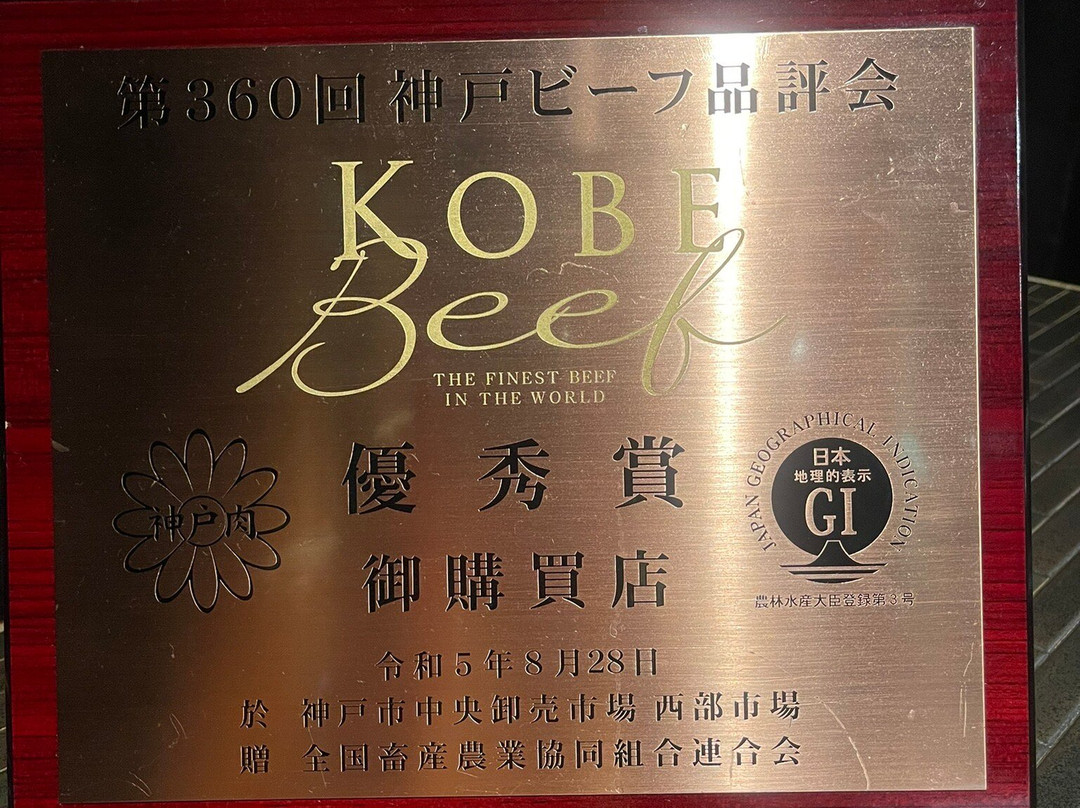 第360回 神戸ビーフ品評会
KOBE
Beef
THE FINEST BEEF
IN THE WORLD
優秀賞
神戸肉
JAPAN GEOGRAPHICAL INDICATION
日本
地理的表示
GI
農林水産大臣登録第3号
御購買店
令和5年8月28日
於 神戸市中央卸売市場 西部市場
贈 全国畜産農業協同組合連合会